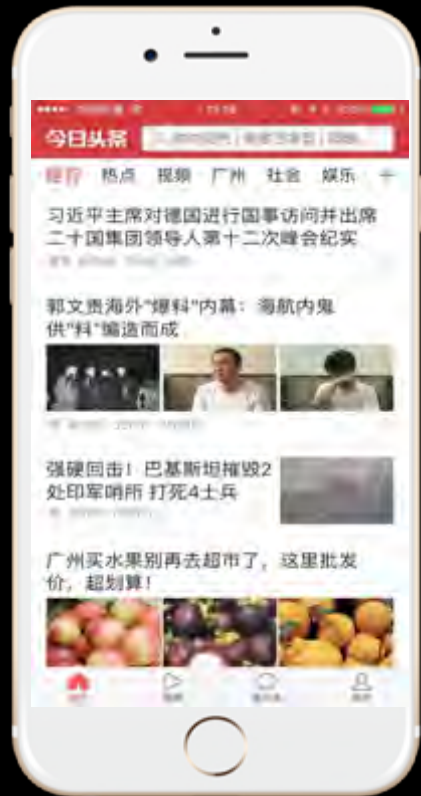 今日头条
推荐 热点 视频 广州 社会 娱乐 +
习近平主席对德国进行国事访问并出席
二十国集团领导人第十二次峰会纪实
郭文贵海外“爆料”内幕：海航内鬼
供“料”编造而成
强硬回击！巴基斯坦摧毁2
处印军哨所 打死4士兵
广州买水果别再去超市了，这里批发
价，超划算！